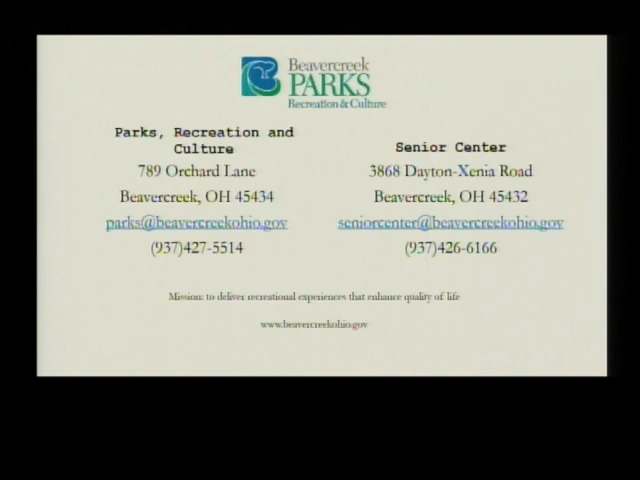 Beavercreek
PARKS
Recreation & Culture
Parks, Recreation and
Culture
789 Orchard Lane
Beavercreek, OH 45434
parks@beavercreekohio.gov
(937)427-5514
Senior Center
3868 Dayton-Xenia Road
Beavercreek, OH 45432
seniorcenter@beavercreekohio.gov
(937)426-6166
Mission: to deliver recreational experiences that enhance quality of life
www.beavercreekohio.gov